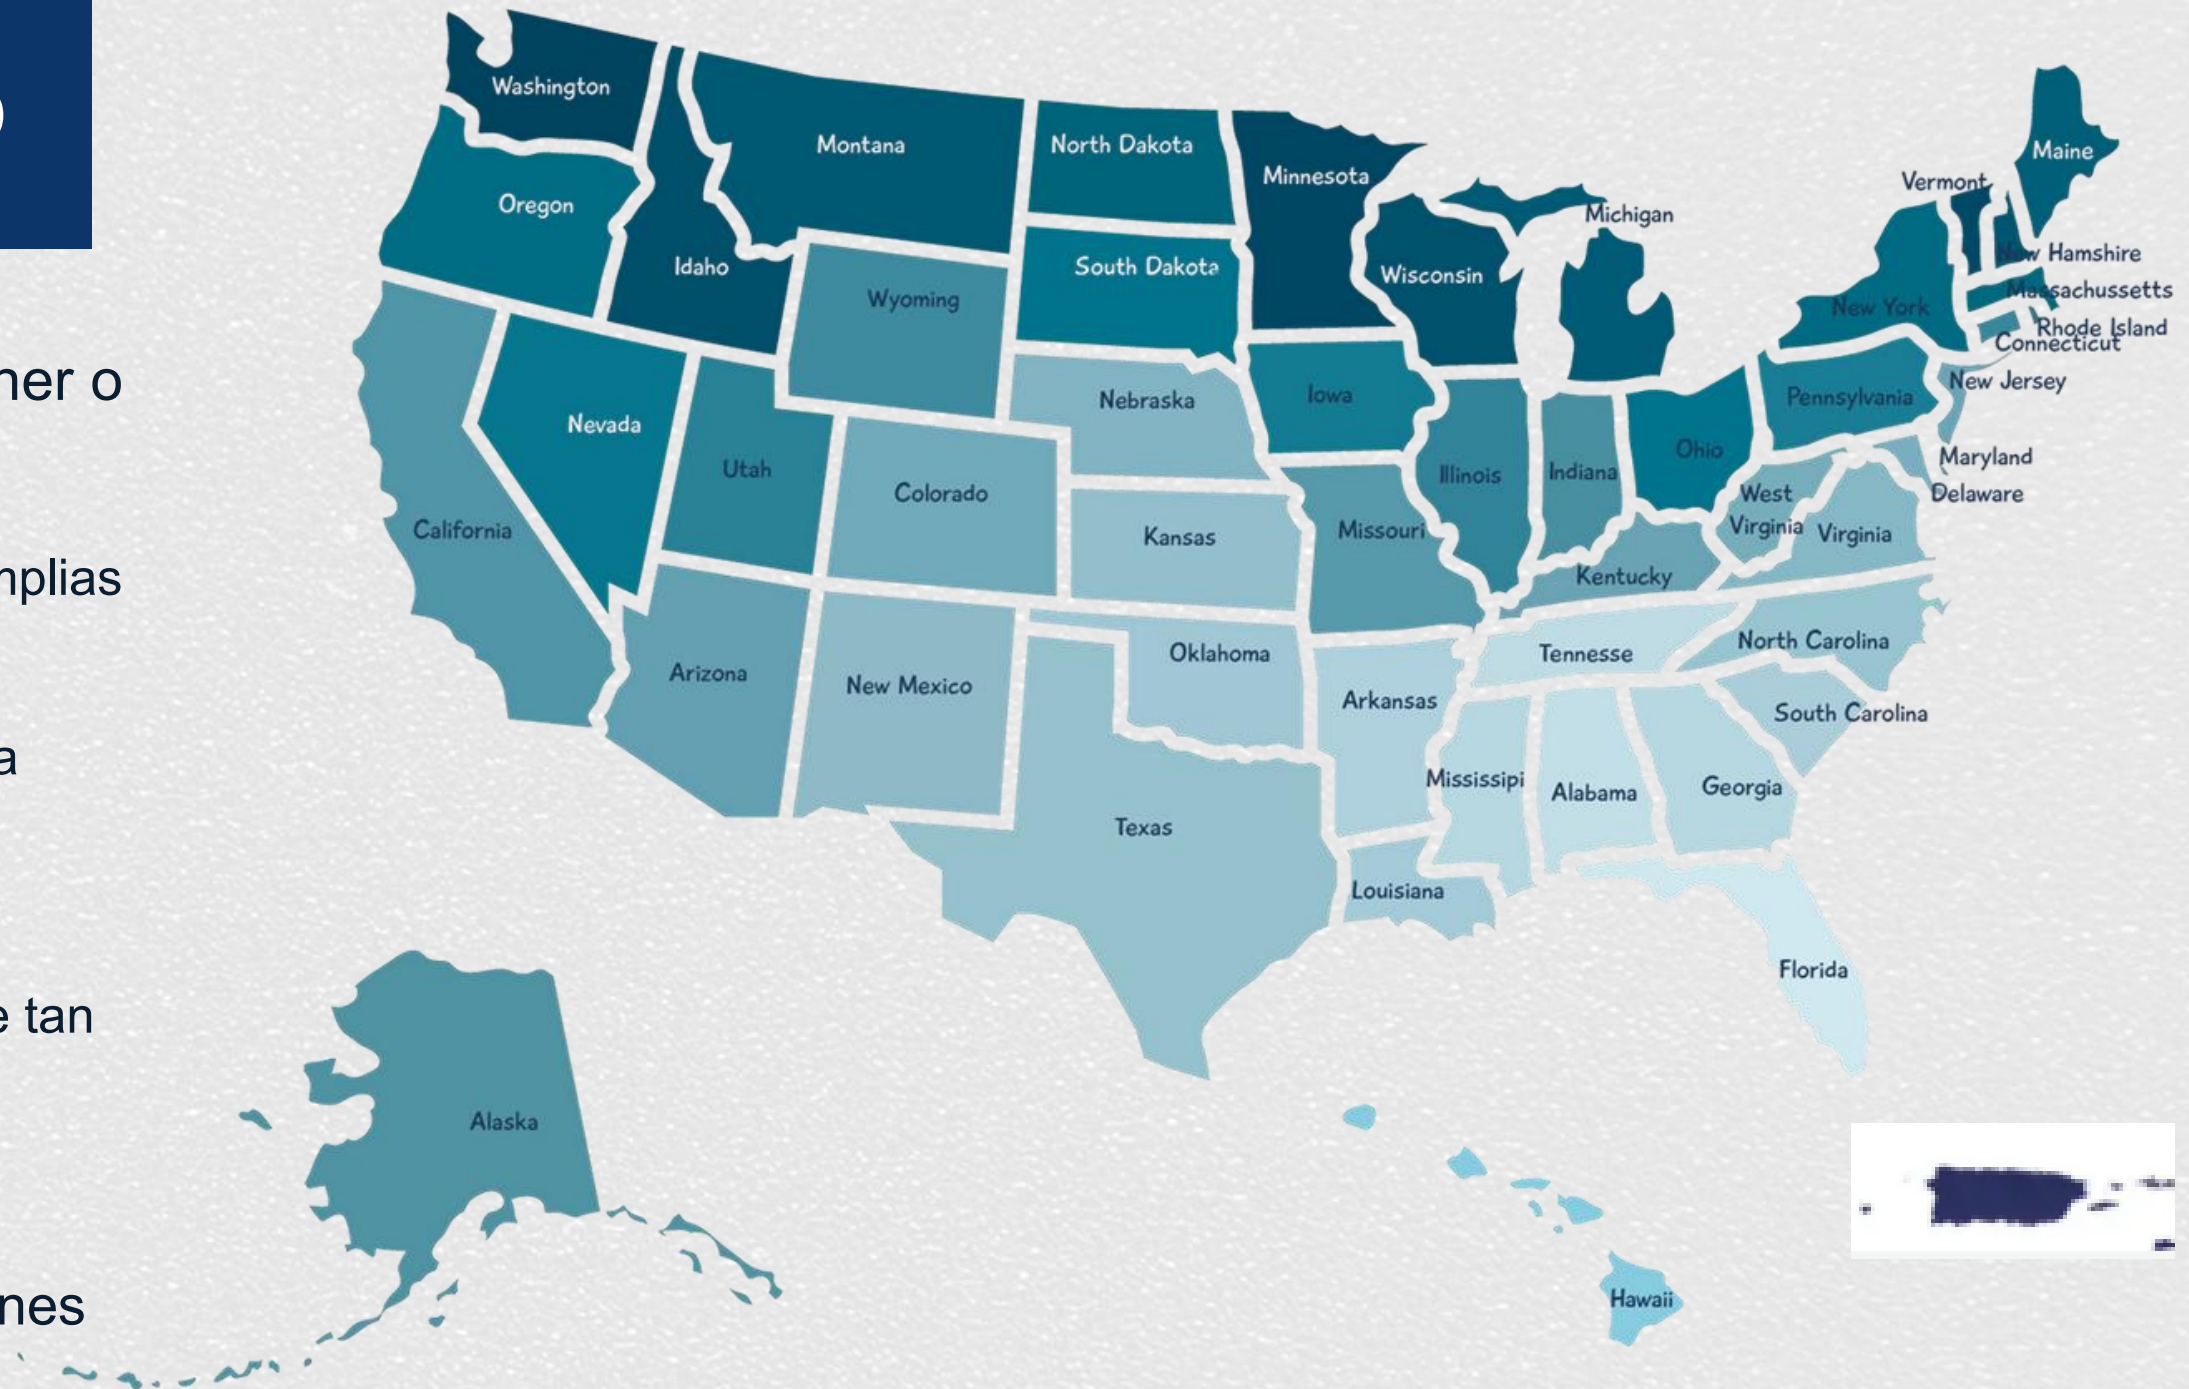 o
ner o
mplias
a
e tan
nes
Washington
Montana
North Dakota
Minnesota
Maine
Vermont
Oregon
Michigan
Idaho
South Dakota
Wisconsin
New Hamshire
Wyoming
Massachussetts
New York
Rhode Island
Connecticut
New Jersey
Nebraska
Iowa
Pennsylvania
Nevada
Ohio
Maryland
Utah
Illinois
Indiana
Colorado
West
Virginia
Delaware
California
Kansas
Missouri
Virginia
Kentucky
North Carolina
Oklahoma
Tennesse
Arizona
New Mexico
Arkansas
South Carolina
Mississipi
Alabama
Georgia
Texas
Louisiana
Florida
Alaska
Hawaii